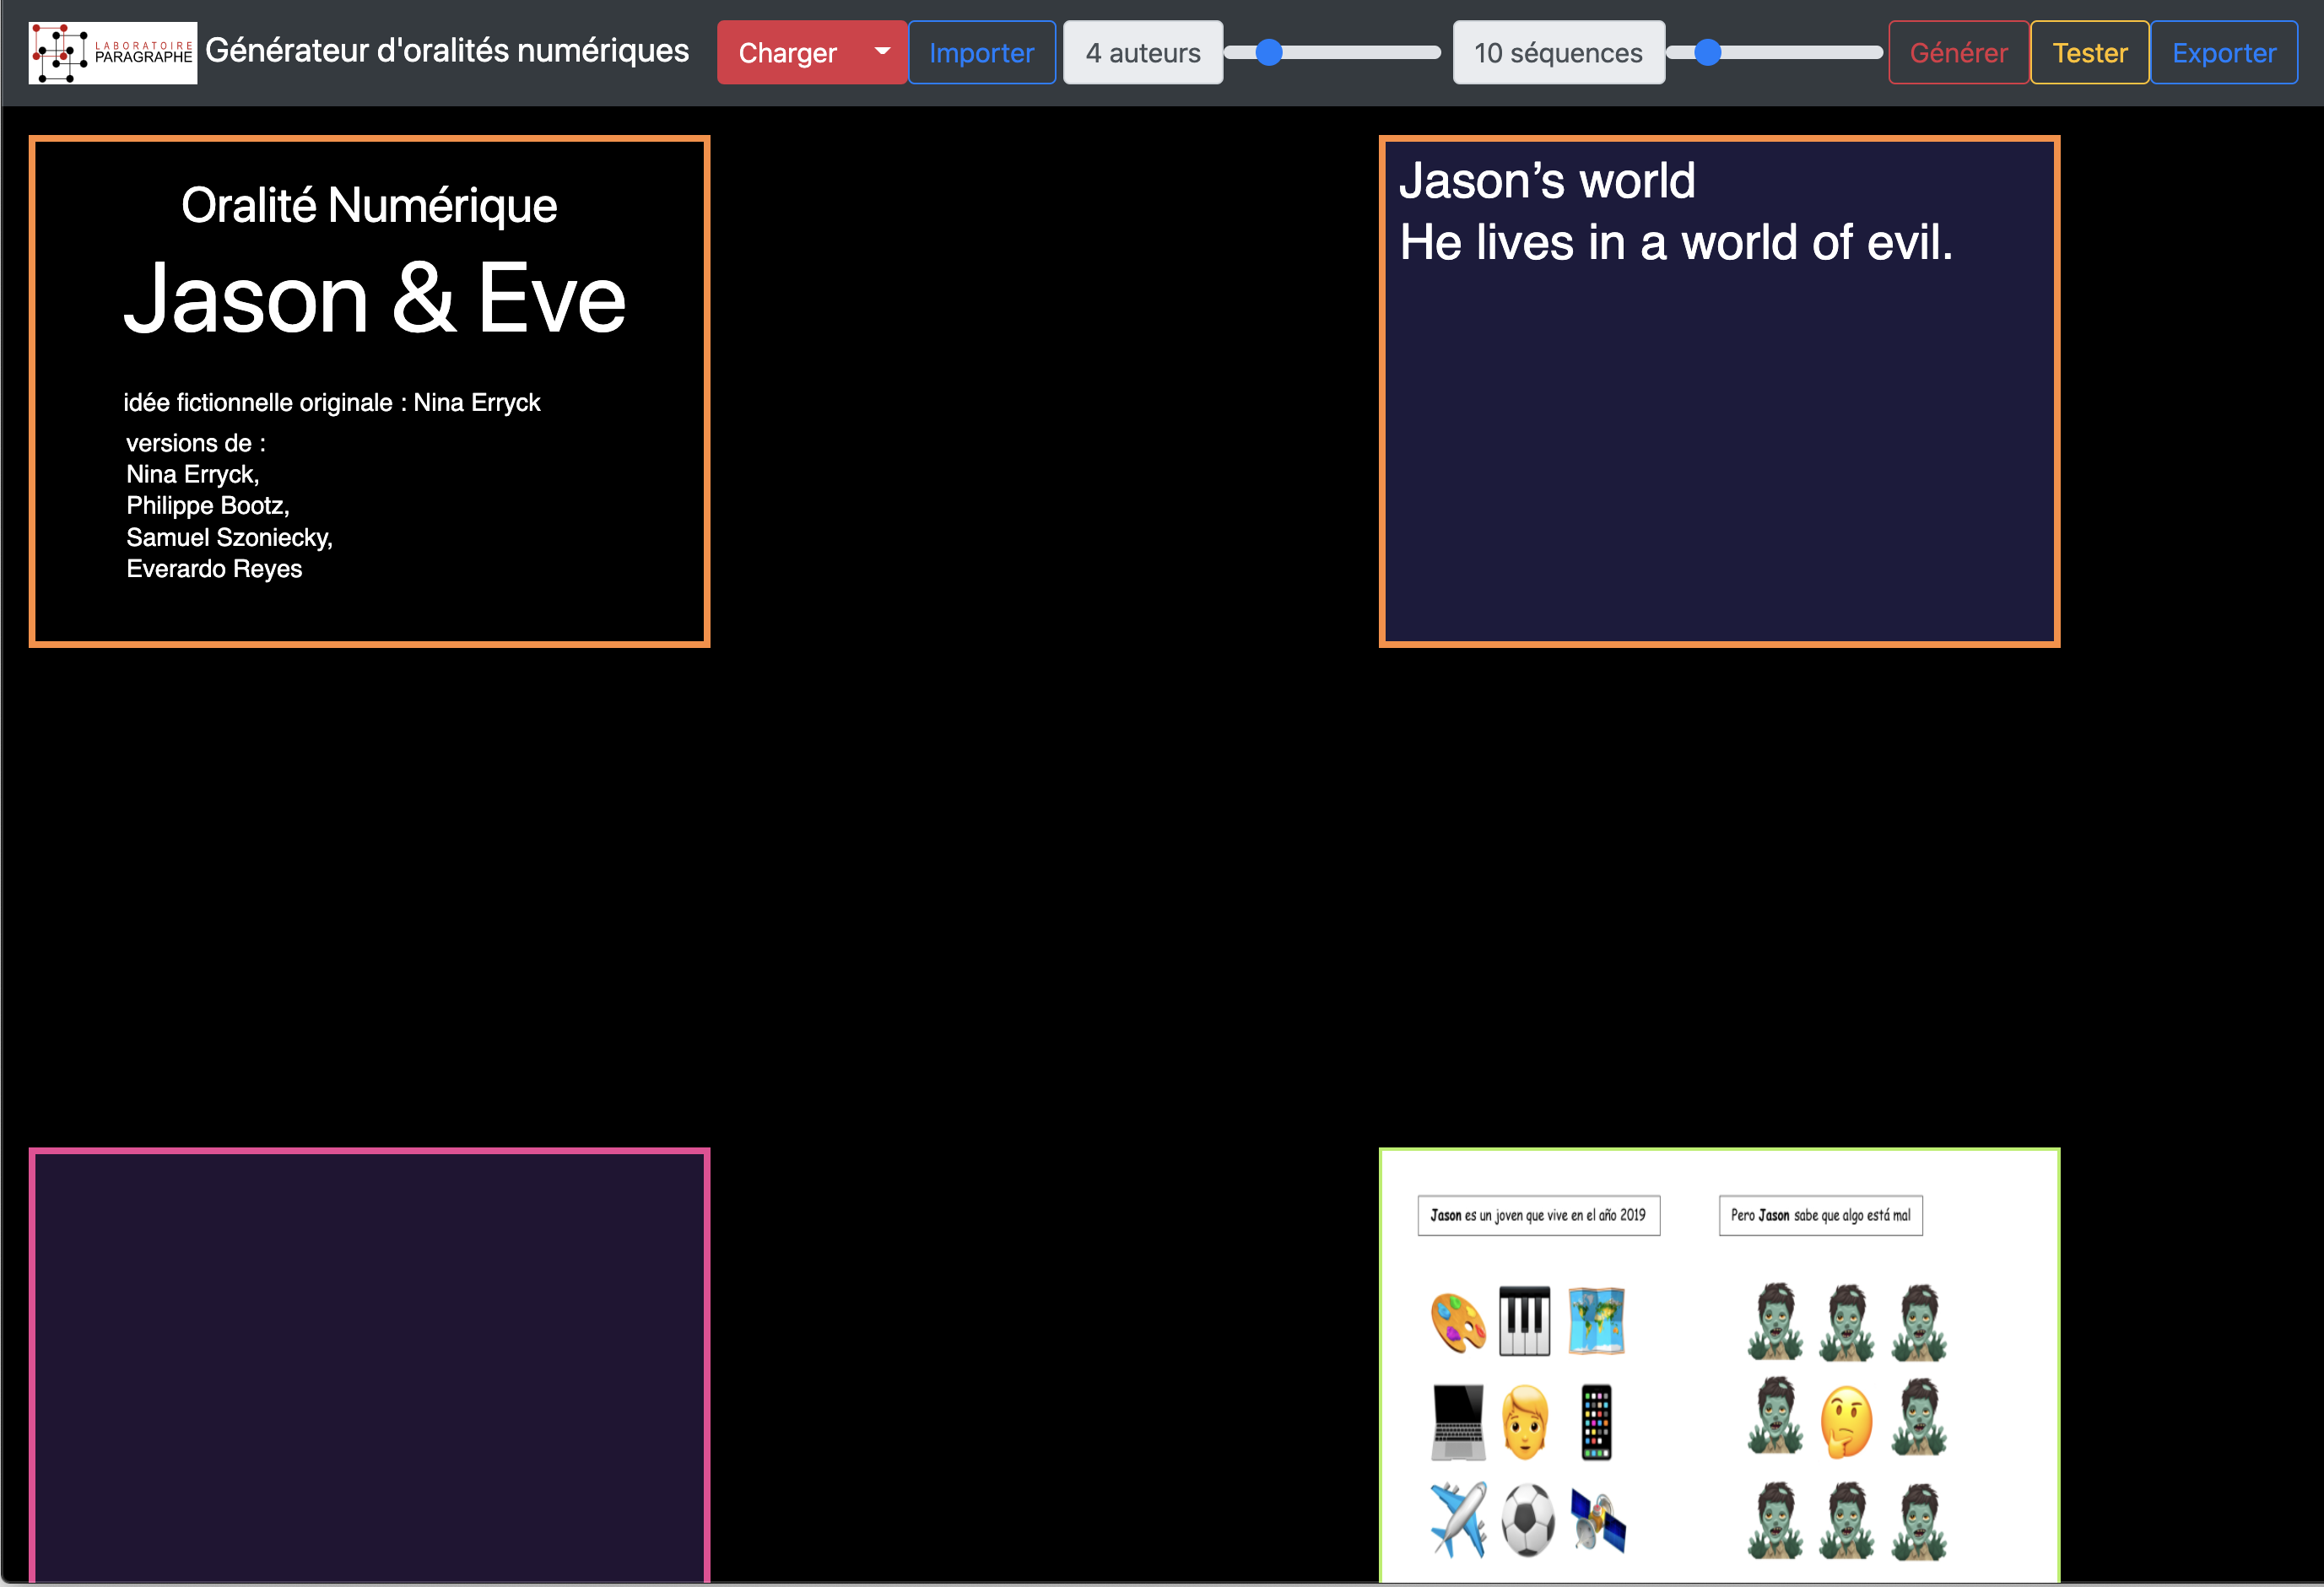 LABORATOIRE
PARAGRAPHE
Générateur d'oralités numériques
Charger
Importer
4 auteurs
10 séquences
Générer
Tester
Exporter
Oralité Numérique
Jason & Eve
idée fictionnelle originale : Nina Erryck
versions de :
Nina Erryck,
Philippe Bootz,
Samuel Szoniecky,
Everardo Reyes
Jason’s world
He lives in a world of evil.
Jason es un joven que vive en el año 2019
Pero Jason sabe que algo está mal